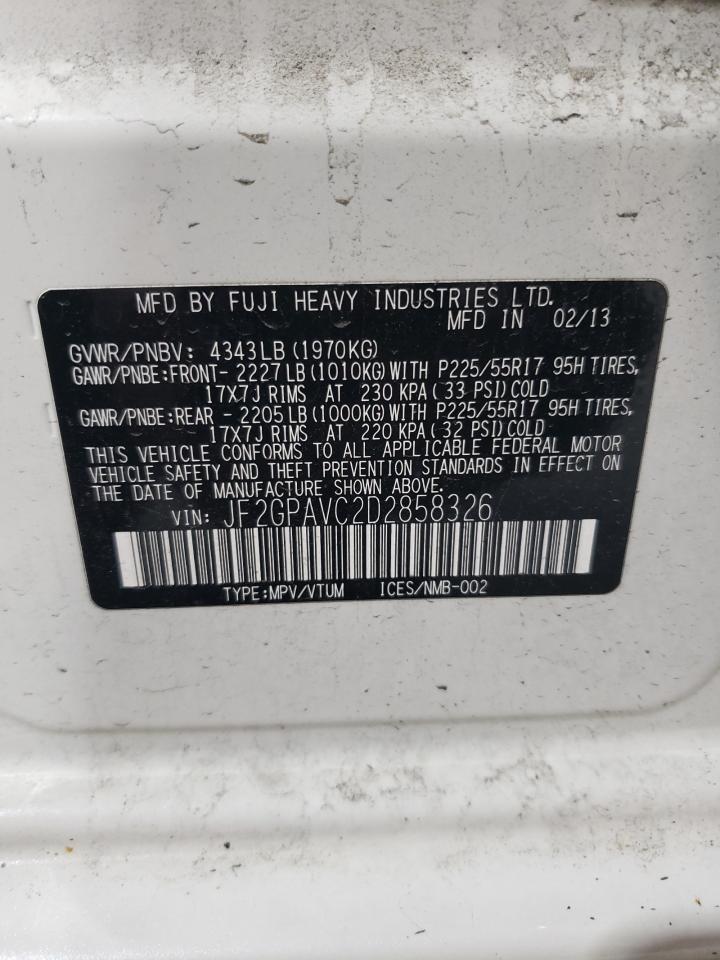 MFD BY FUJI HEAVY INDUSTRIES LTD.
MFD IN 02/13
GVWR/PNBV: 4343LB(1970KG)
GAWR/PNBE:FRONT- 2227LB(1010KG)WITH P225/55R17 95H TIRES,
17X7J RIMS AT 230 KPA(33 PSI)COLD
GAWR/PNBE:REAR - 2205LB(1000KG)WITH P225/55R17 95H TIRES,
17X7J RIMS AT 220 KPA(32 PSI)COLD
THIS VEHICLE CONFORMS TO ALL APPLICABLE FEDERAL MOTOR
VEHICLE SAFETY AND THEFT PREVENTION STANDARDS IN EFFECT ON
THE DATE OF MANUFACTURE SHOWN ABOVE.
VIN: JF2GPAVC2D2858326
TYPE:MPV/VTUM ICES/NMB-002